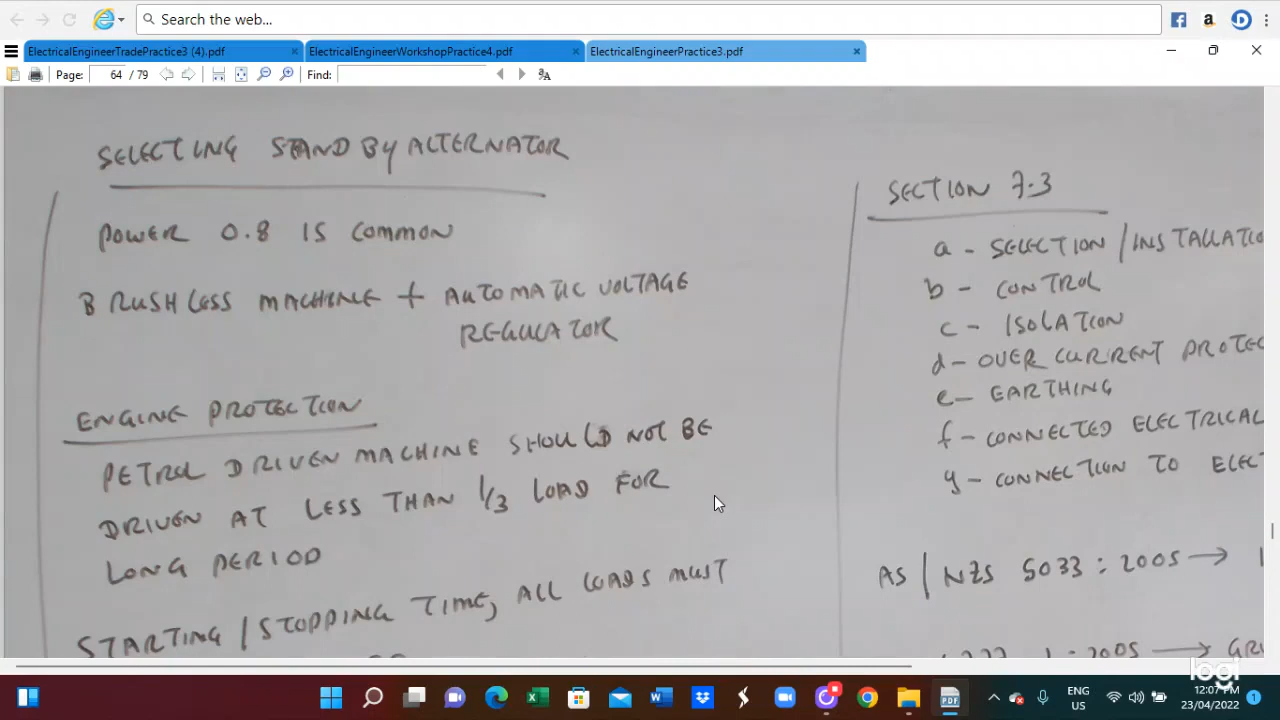 Search the web...
ElectricalEngineerTradePractice3 (4).pdf
ElectricalEngineerWorkshopPractice4.pdf
ElectricalEngineerPractice3.pdf
Page: 64 / 79 Find:
SELECTING STAND BY ALTERNATOR
POWER 0.8 IS COMMON
BRUSHLESS MACHINE + AUTOMATIC VOLTAGE
REGULATOR
ENGINE PROTECTION
PETROL DRIVEN MACHINE SHOULD NOT BE
DRIVEN AT LESS THAN 1/3 LOAD FOR
LONG PERIOD
STARTING / STOPPING TIME, ALL LOADS MUST
SECTION 7.3
a - SELECTION / INSTALLATIO
b - CONTROL
c - ISOLATION
d - OVER CURRENT PROTEC
e - EARTHING
f - CONNECTED ELECTRICAL
g - CONNECTION TO ELECT
AS / NZS 5033 : 2005 →
2005 → GR
logi
ENG
US
12:07 PM
23/04/2022